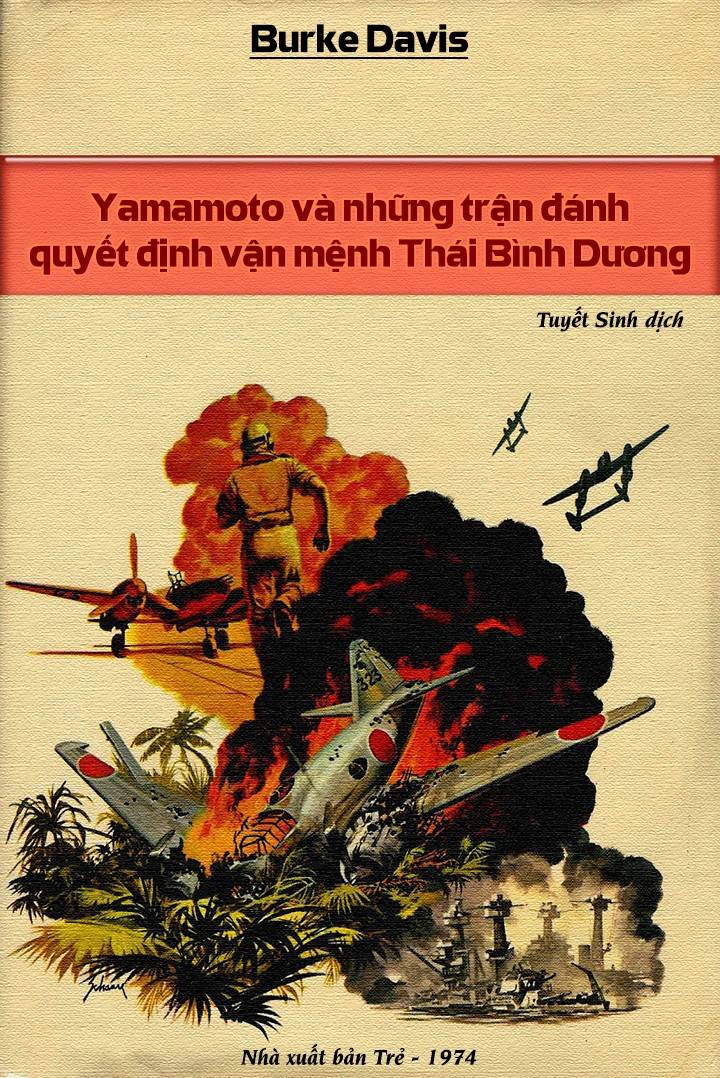 Burke Davis
Yamamoto và những trận đánh
quyết định vận mệnh Thái Bình Dương
Tuyết Sinh dịch
325
Nhà xuất bản Trẻ - 1974